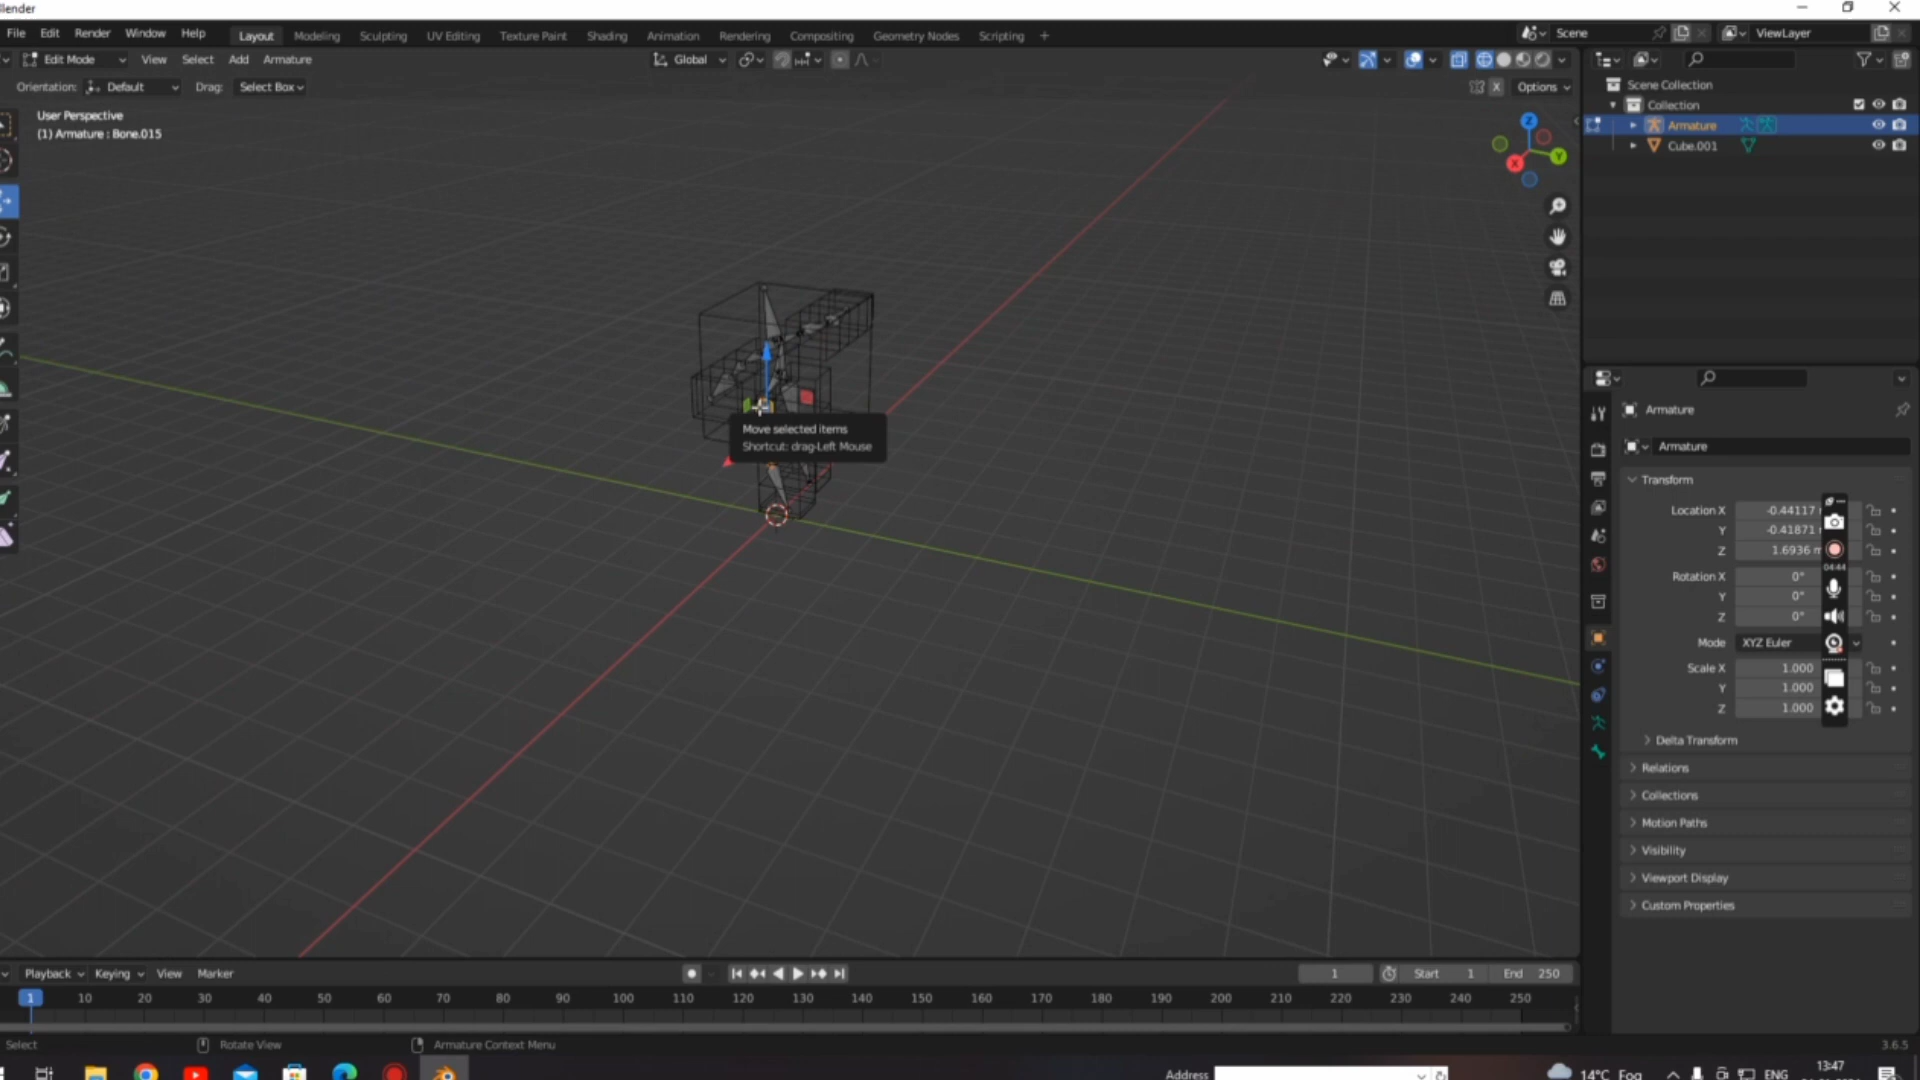 lender
File Edit Render Window Help Layout Modeling Sculpting UV Editing Texture Paint Shading Animation Rendering Compositing Geometry Nodes Scripting + Scene ViewLayer
Edit Mode View Select Add Armature Global
Orientation: Default Drag: Select Box X Options
User Perspective
(1) Armature : Bone.015
Z
Y
X
Move selected items
Shortcut: drag-Left Mouse
Scene Collection
Collection
Armature
Cube.001
Armature
Armature
Transform
Location X -0.44117
Y -0.41871
Z 1.6936 m
04:44
Rotation X 0°
Y 0°
Z 0°
Mode XYZ Euler
Scale X 1.000
Y 1.000
Z 1.000
Delta Transform
Relations
Collections
Motion Paths
Visibility
Viewport Display
Custom Properties
Playback Keying View Marker 1 Start 1 End 250
1 10 20 30 40 50 60 70 80 90 100 110 120 130 140 150 160 170 180 190 200 210 220 230 240 250
Select Rotate View Armature Context Menu 3.6.5
Address 14°C Fog ENG 13:47